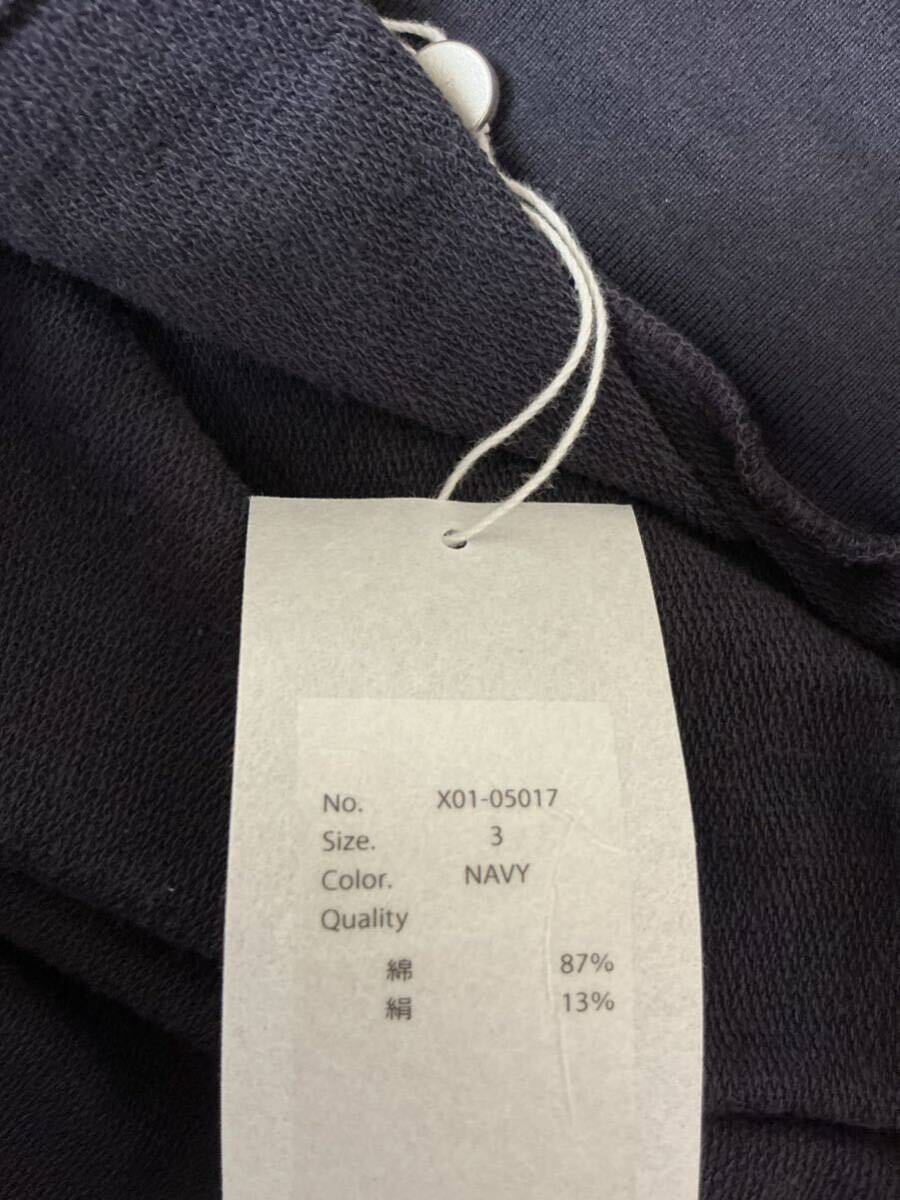 No. X01-05017
Size. 3
Color. NAVY
Quality
綿 87%
絹 13%